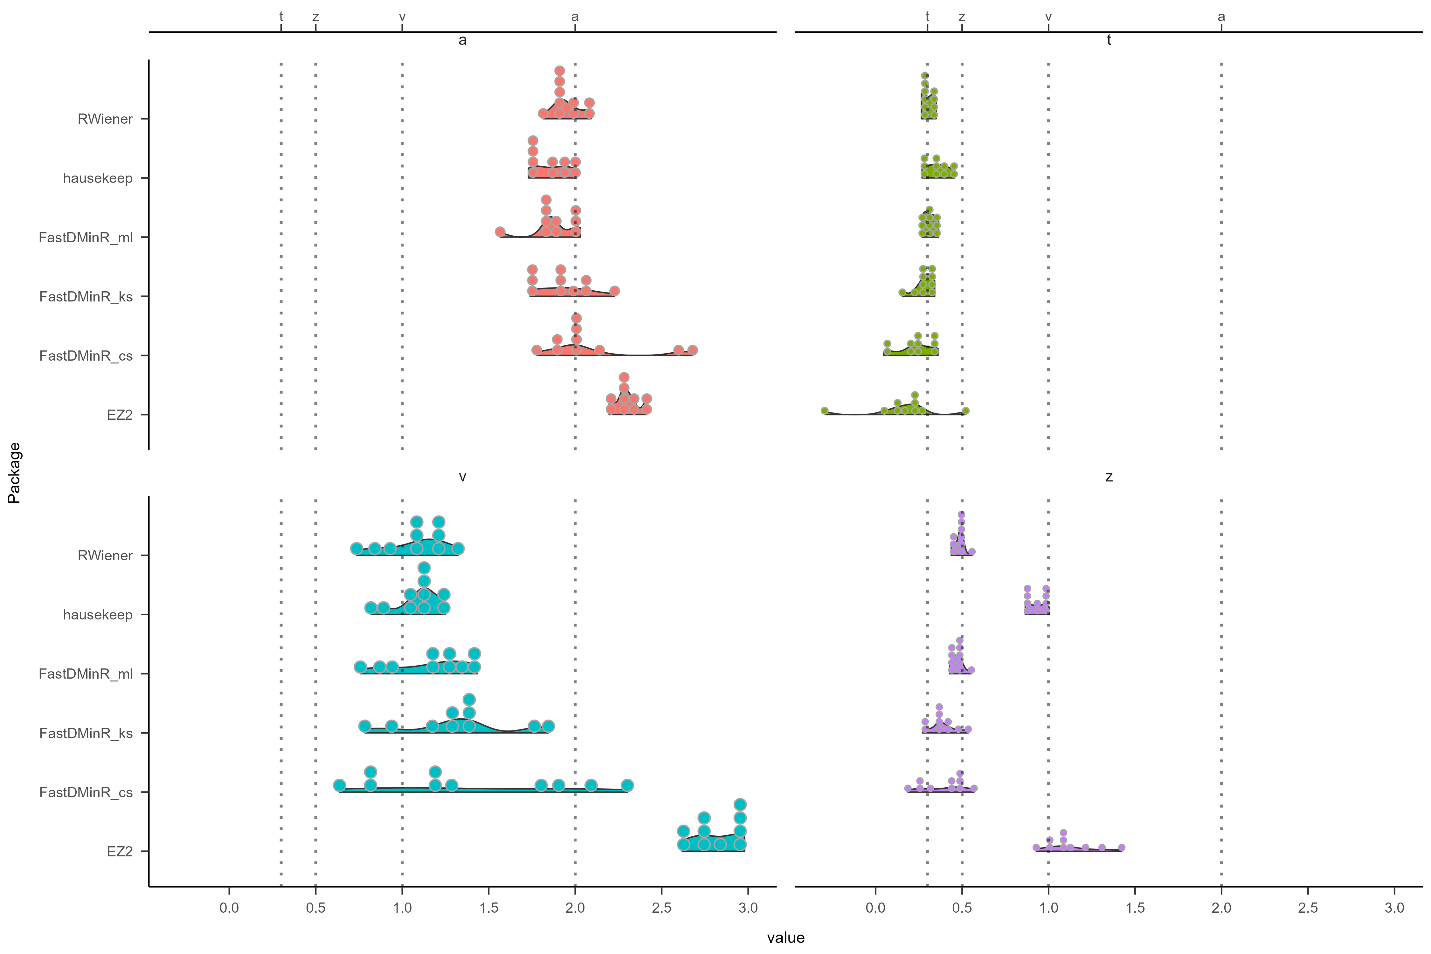 t z v a t z v a
a t
RWiener
hausekeep
FastDMinR_ml
FastDMinR_ks
FastDMinR_cs
EZ2
Package
v z
RWiener
hausekeep
FastDMinR_ml
FastDMinR_ks
FastDMinR_cs
EZ2
0.0 0.5 1.0 1.5 2.0 2.5 3.0 0.0 0.5 1.0 1.5 2.0 2.5 3.0
value